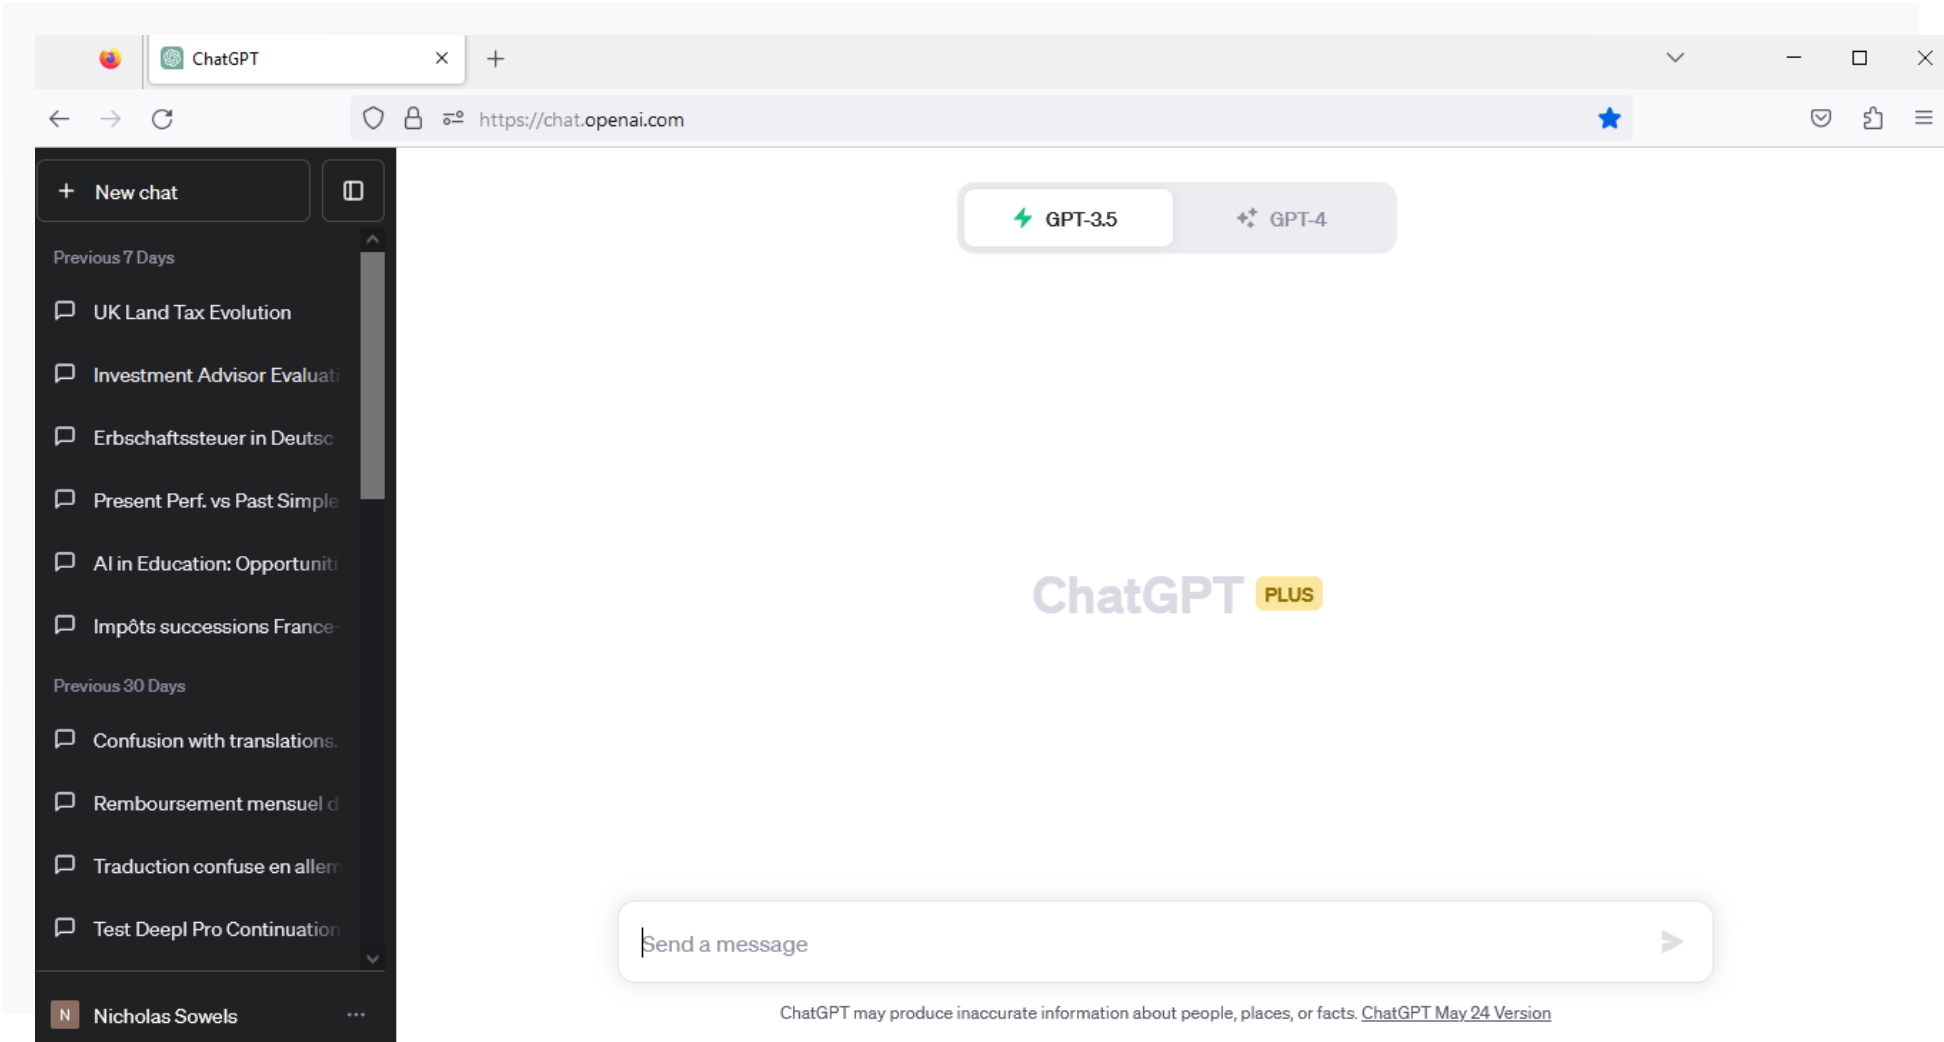 ChatGPT
https://chat.openai.com
New chat
Previous 7 Days
UK Land Tax Evolution
Investment Advisor Evaluati
Erbschaftssteuer in Deutsc
Present Perf. vs Past Simple
AI in Education: Opportuniti
Impôts successions France-
Previous 30 Days
Confusion with translations.
Remboursement mensuel d
Traduction confuse en allem
Test Deepl Pro Continuation
N Nicholas Sowels
GPT-3.5 GPT-4
ChatGPT PLUS
Send a message
ChatGPT may produce inaccurate information about people, places, or facts. ChatGPT May 24 Version